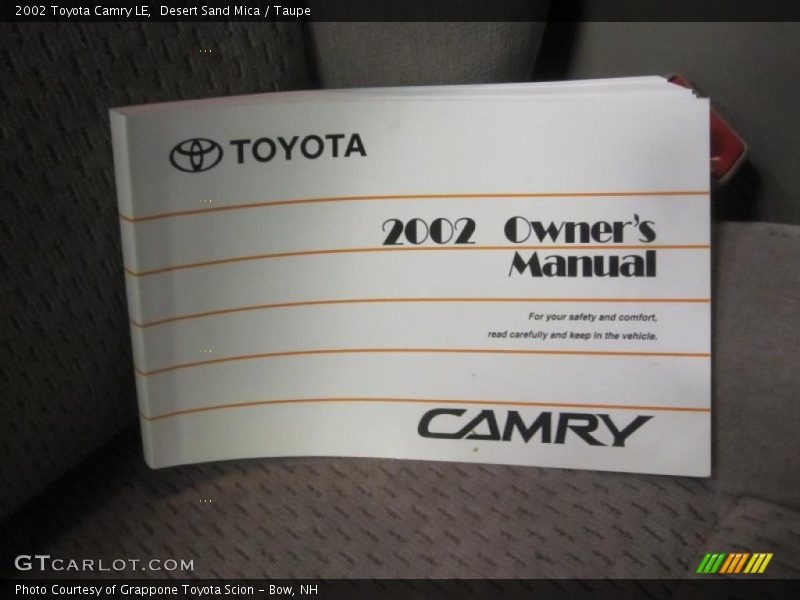 2002 Toyota Camry LE,  Desert Sand Mica / Taupe
TOYOTA
2002 Owner's
Manual
For your safety and comfort,
read carefully and keep in the vehicle.
CAMRY
GTCARLOT.COM
Photo Courtesy of Grappone Toyota Scion - Bow, NH